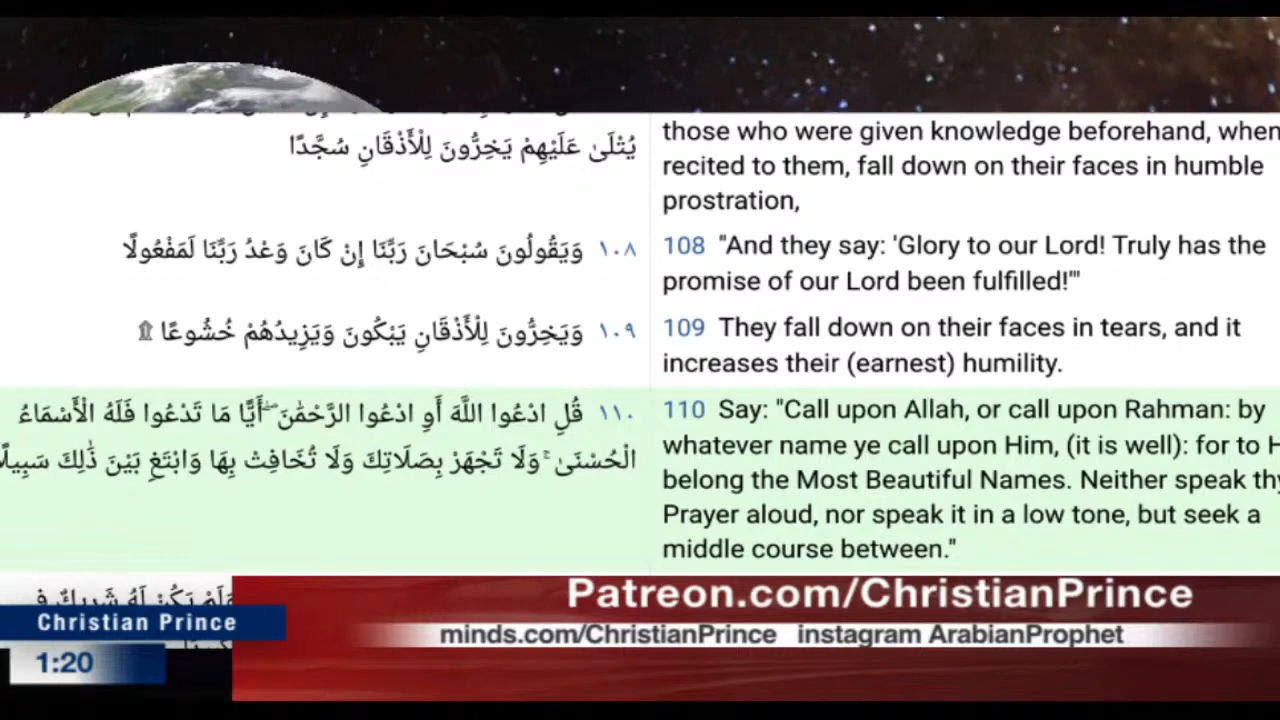 يُتْلَىٰ عَلَيْهِمْ يَخِرُّونَ لِلْأَذْقَانِ سُجَّدًا
١٠٨ وَيَقُولُونَ سُبْحَانَ رَبِّنَا إِنْ كَانَ وَعْدُ رَبِّنَا لَمَفْعُولًا
١٠٩ وَيَخِرُّونَ لِلْأَذْقَانِ يَبْكُونَ وَيَزِيدُهُمْ خُشُوعًا ۩
١١٠ قُلِ ادْعُوا اللَّهَ أَوِ ادْعُوا الرَّحْمَٰنَ ۖ أَيًّا مَا تَدْعُوا فَلَهُ الْأَسْمَاءُ
الْحُسْنَىٰ ۚ وَلَا تَجْهَرْ بِصَلَاتِكَ وَلَا تُخَافِتْ بِهَا وَابْتَغِ بَيْنَ ذَٰلِكَ سَبِيلًا
وَلَمْ يَكُنْ لَهُ شَرِيكٌ
those who were given knowledge beforehand, when
recited to them, fall down on their faces in humble
prostration,
108 "And they say: 'Glory to our Lord! Truly has the
promise of our Lord been fulfilled!'"
109 They fall down on their faces in tears, and it
increases their (earnest) humility.
110 Say: "Call upon Allah, or call upon Rahman: by
whatever name ye call upon Him, (it is well): for to H
belong the Most Beautiful Names. Neither speak thy
Prayer aloud, nor speak it in a low tone, but seek a
middle course between."
Patreon.com/ChristianPrince
Christian Prince
minds.com/ChristianPrince instagram ArabianProphet
1:20